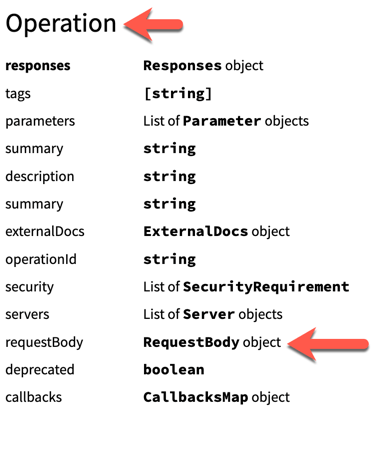 Operation
responses Responses object
tags [string]
parameters List of Parameter objects
summary string
description string
summary string
externalDocs ExternalDocs object
operationId string
security List of SecurityRequirement
servers List of Server objects
requestBody RequestBody object
deprecated boolean
callbacks CallbacksMap object